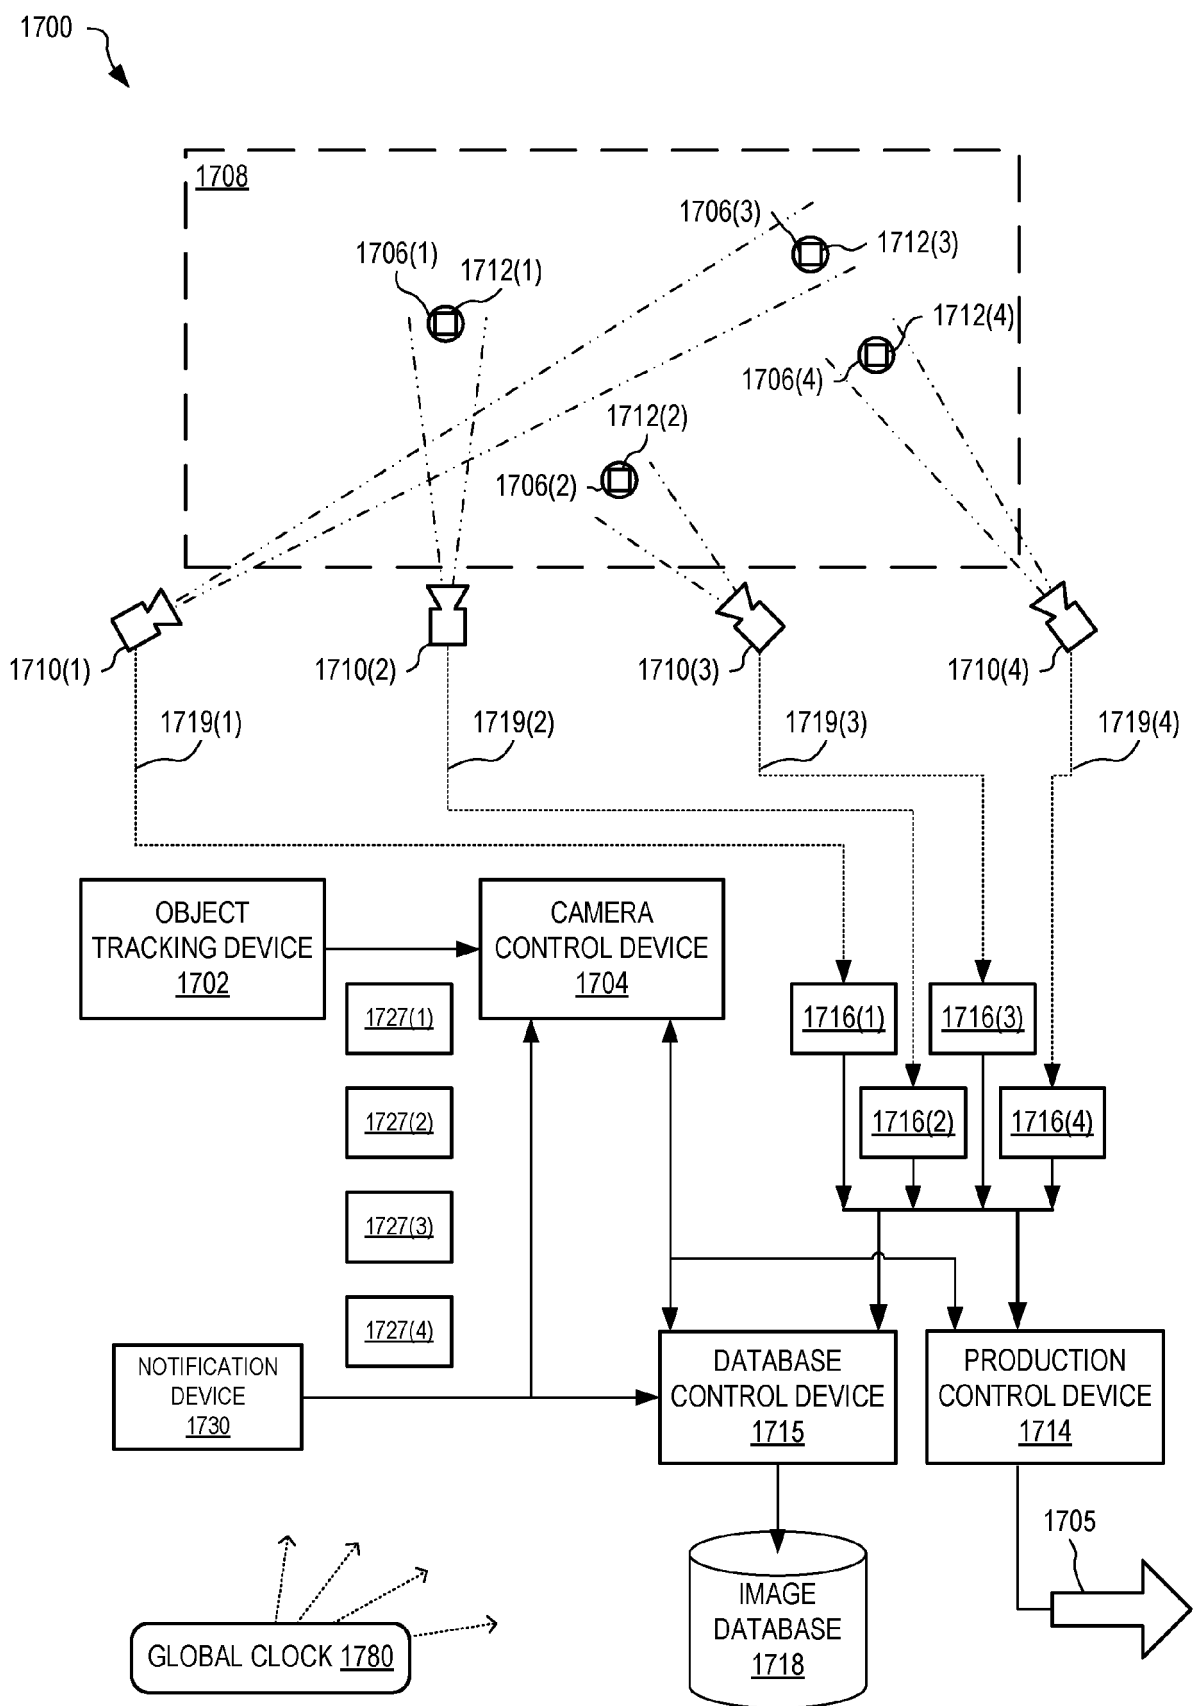 1700
1708
1706(3)
1712(3)
1706(1)
1712(1)
1712(4)
1706(4)
1712(2)
1706(2)
1710(1)
1710(2)
1710(3)
1710(4)
1719(1)
1719(2)
1719(3)
1719(4)
OBJECT
TRACKING DEVICE
1702
CAMERA
CONTROL DEVICE
1704
1727(1)
1727(2)
1727(3)
1727(4)
1716(1)
1716(3)
1716(2)
1716(4)
NOTIFICATION
DEVICE
1730
DATABASE
CONTROL DEVICE
1715
PRODUCTION
CONTROL DEVICE
1714
1705
IMAGE
DATABASE
1718
GLOBAL CLOCK 1780